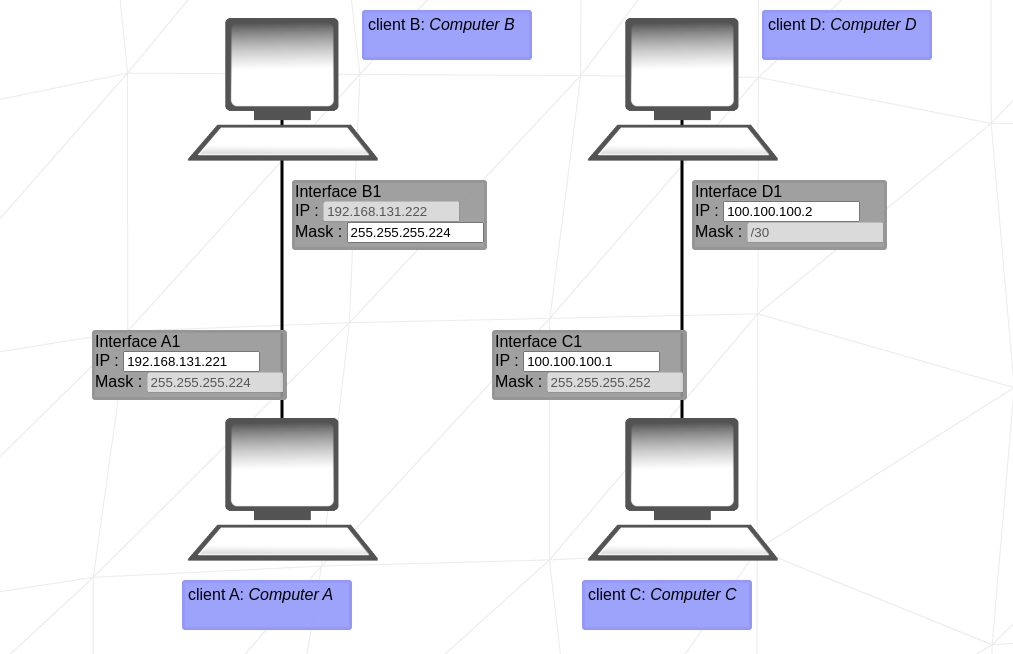 client B: Computer B
client D: Computer D
Interface B1
IP : 192.168.131.222
Mask : 255.255.255.224
Interface D1
IP : 100.100.100.2
Mask : /30
Interface A1
IP : 192.168.131.221
Mask : 255.255.255.224
Interface C1
IP : 100.100.100.1
Mask : 255.255.255.252
client A: Computer A
client C: Computer C